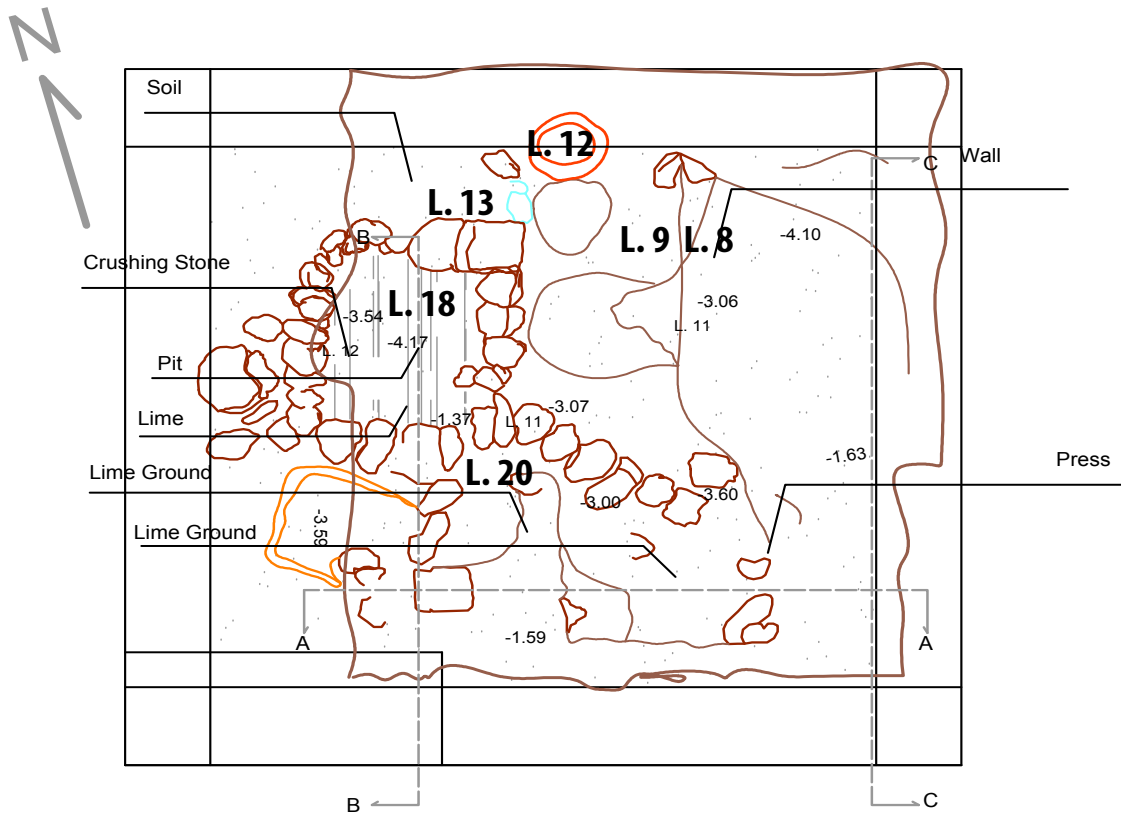 N
Soil
L. 12
C
Wall
L. 13
B
L. 9
L. 8
-4.10
Crushing Stone
L. 18
-3.54
-3.06
L. 11
-4.17
L. 12
Pit
-3.07
Lime
-1.37
L. 11
-1.63
Press
Lime Ground
L. 20
-3.00
-3.60
-3.59
Lime Ground
A
-1.59
A
B
C